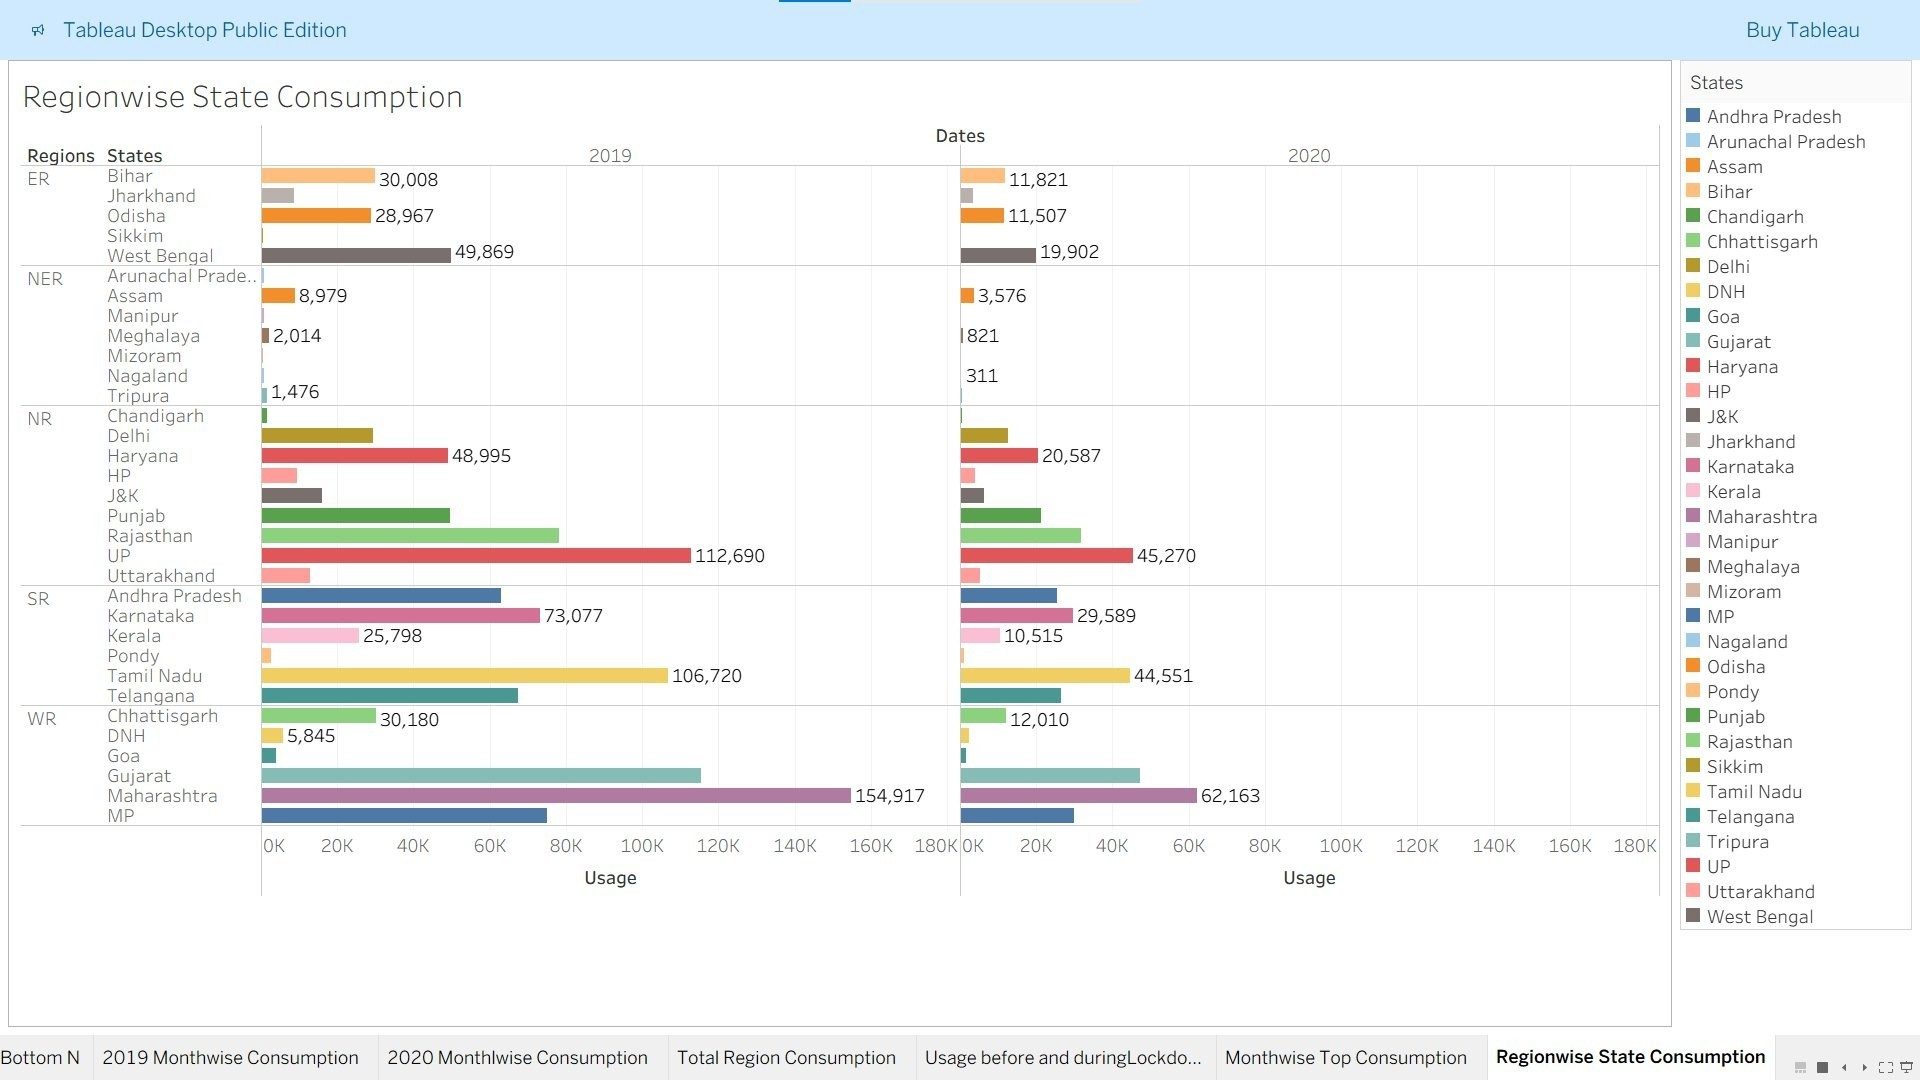 Tableau Desktop Public Edition
Buy Tableau
Regionwise State Consumption
Dates
Regions States 2019 2020
ER Bihar 30,008 11,821
Jharkhand
Odisha 28,967 11,507
Sikkim
West Bengal 49,869 19,902
NER Arunachal Prade..
Assam 8,979 3,576
Manipur
Meghalaya 2,014 821
Mizoram
Nagaland 311
Tripura 1,476
NR Chandigarh
Delhi
Haryana 48,995 20,587
HP
J&K
Punjab
Rajasthan
UP 112,690 45,270
Uttarakhand
SR Andhra Pradesh
Karnataka 73,077 29,589
Kerala 25,798 10,515
Pondy
Tamil Nadu 106,720 44,551
Telangana
WR Chhattisgarh 30,180 12,010
DNH 5,845
Goa
Gujarat
Maharashtra 154,917 62,163
MP
0K 20K 40K 60K 80K 100K 120K 140K 160K 180K 0K 20K 40K 60K 80K 100K 120K 140K 160K 180K
Usage Usage
States
Andhra Pradesh
Arunachal Pradesh
Assam
Bihar
Chandigarh
Chhattisgarh
Delhi
DNH
Goa
Gujarat
Haryana
HP
J&K
Jharkhand
Karnataka
Kerala
Maharashtra
Manipur
Meghalaya
Mizoram
MP
Nagaland
Odisha
Pondy
Punjab
Rajasthan
Sikkim
Tamil Nadu
Telangana
Tripura
UP
Uttarakhand
West Bengal
Bottom N 2019 Monthwise Consumption 2020 Monthlwise Consumption Total Region Consumption Usage before and duringLockdo... Monthwise Top Consumption Regionwise State Consumption